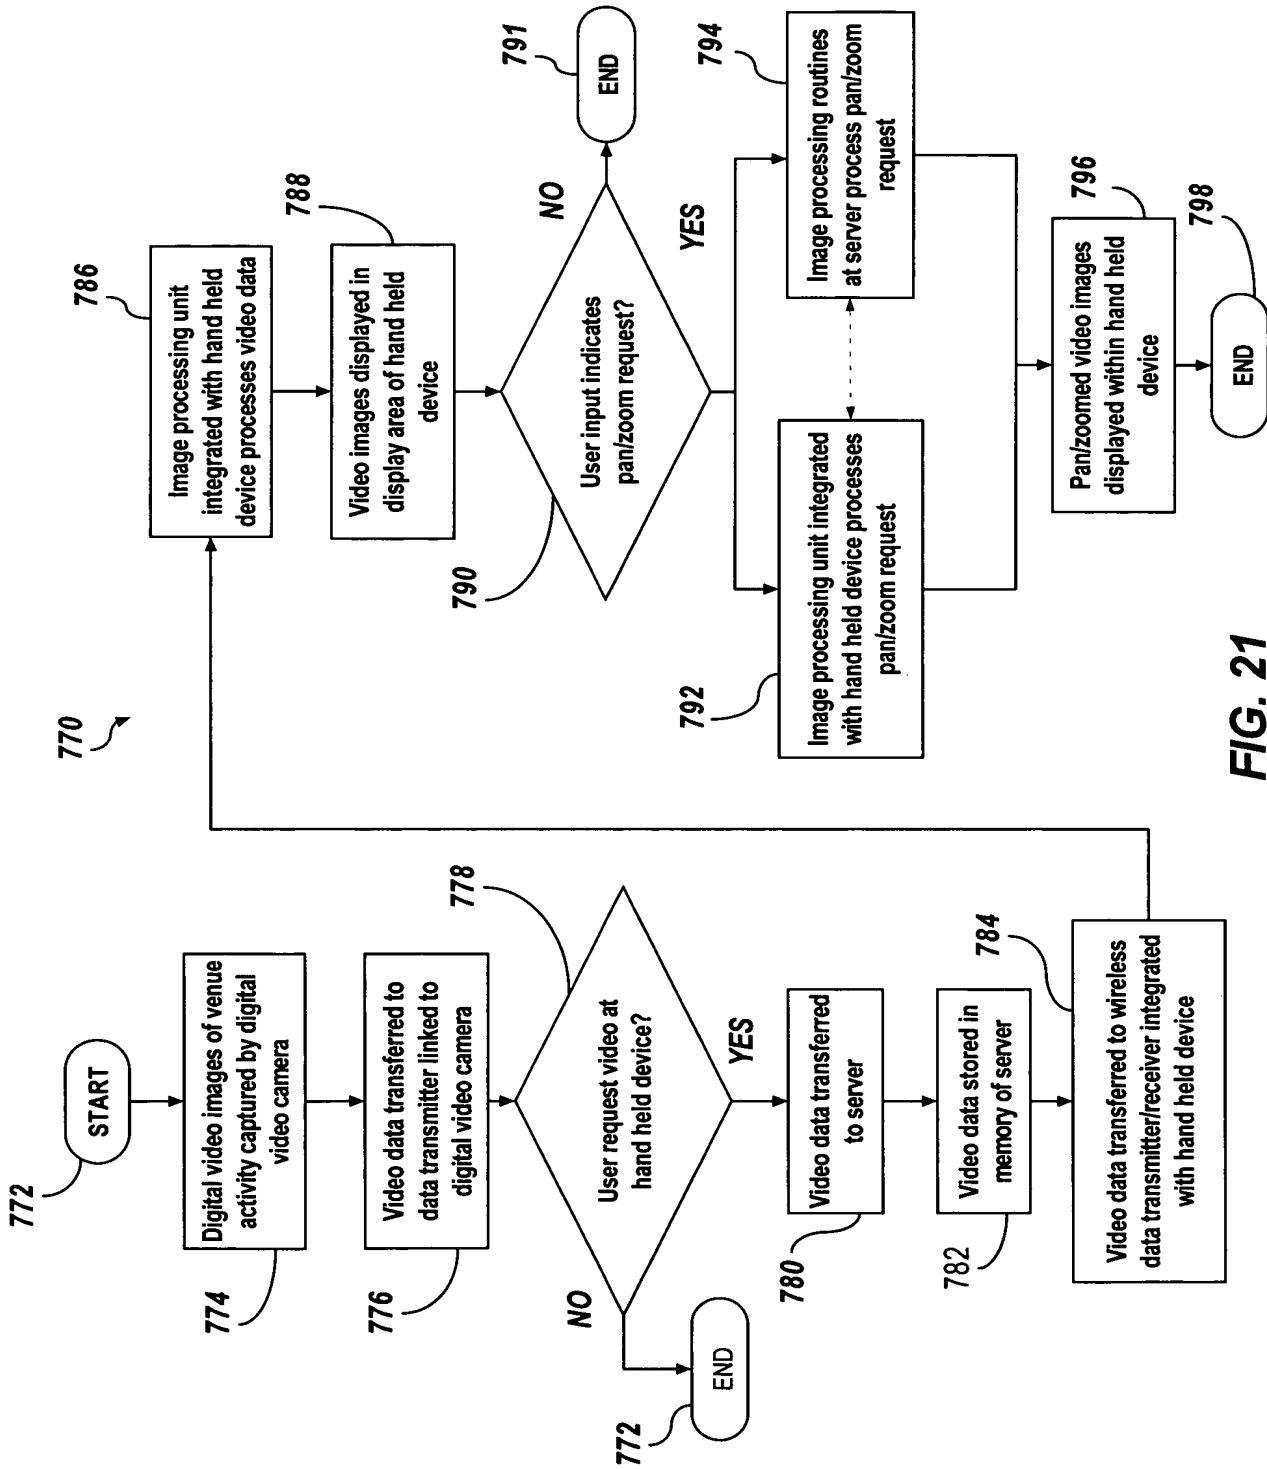 770
772
START
774
Digital video images of venue
activity captured by digital
video camera
776
Video data transferred to
data transmitter linked to
digital video camera
778
User request video at
hand held device?
NO
772
END
YES
780
Video data transferred
to server
782
Video data stored in
memory of server
784
Video data transferred to wireless
data transmitter/receiver integrated
with hand held device
786
Image processing unit
integrated with hand held
device processes video data
788
Video images displayed in
display area of hand held
device
790
User input indicates
pan/zoom request?
NO
791
END
YES
792
Image processing unit integrated
with hand held device processes
pan/zoom request
794
Image processing routines
at server process pan/zoom
request
796
Pan/zoomed video images
displayed within hand held
device
798
END
FIG. 21